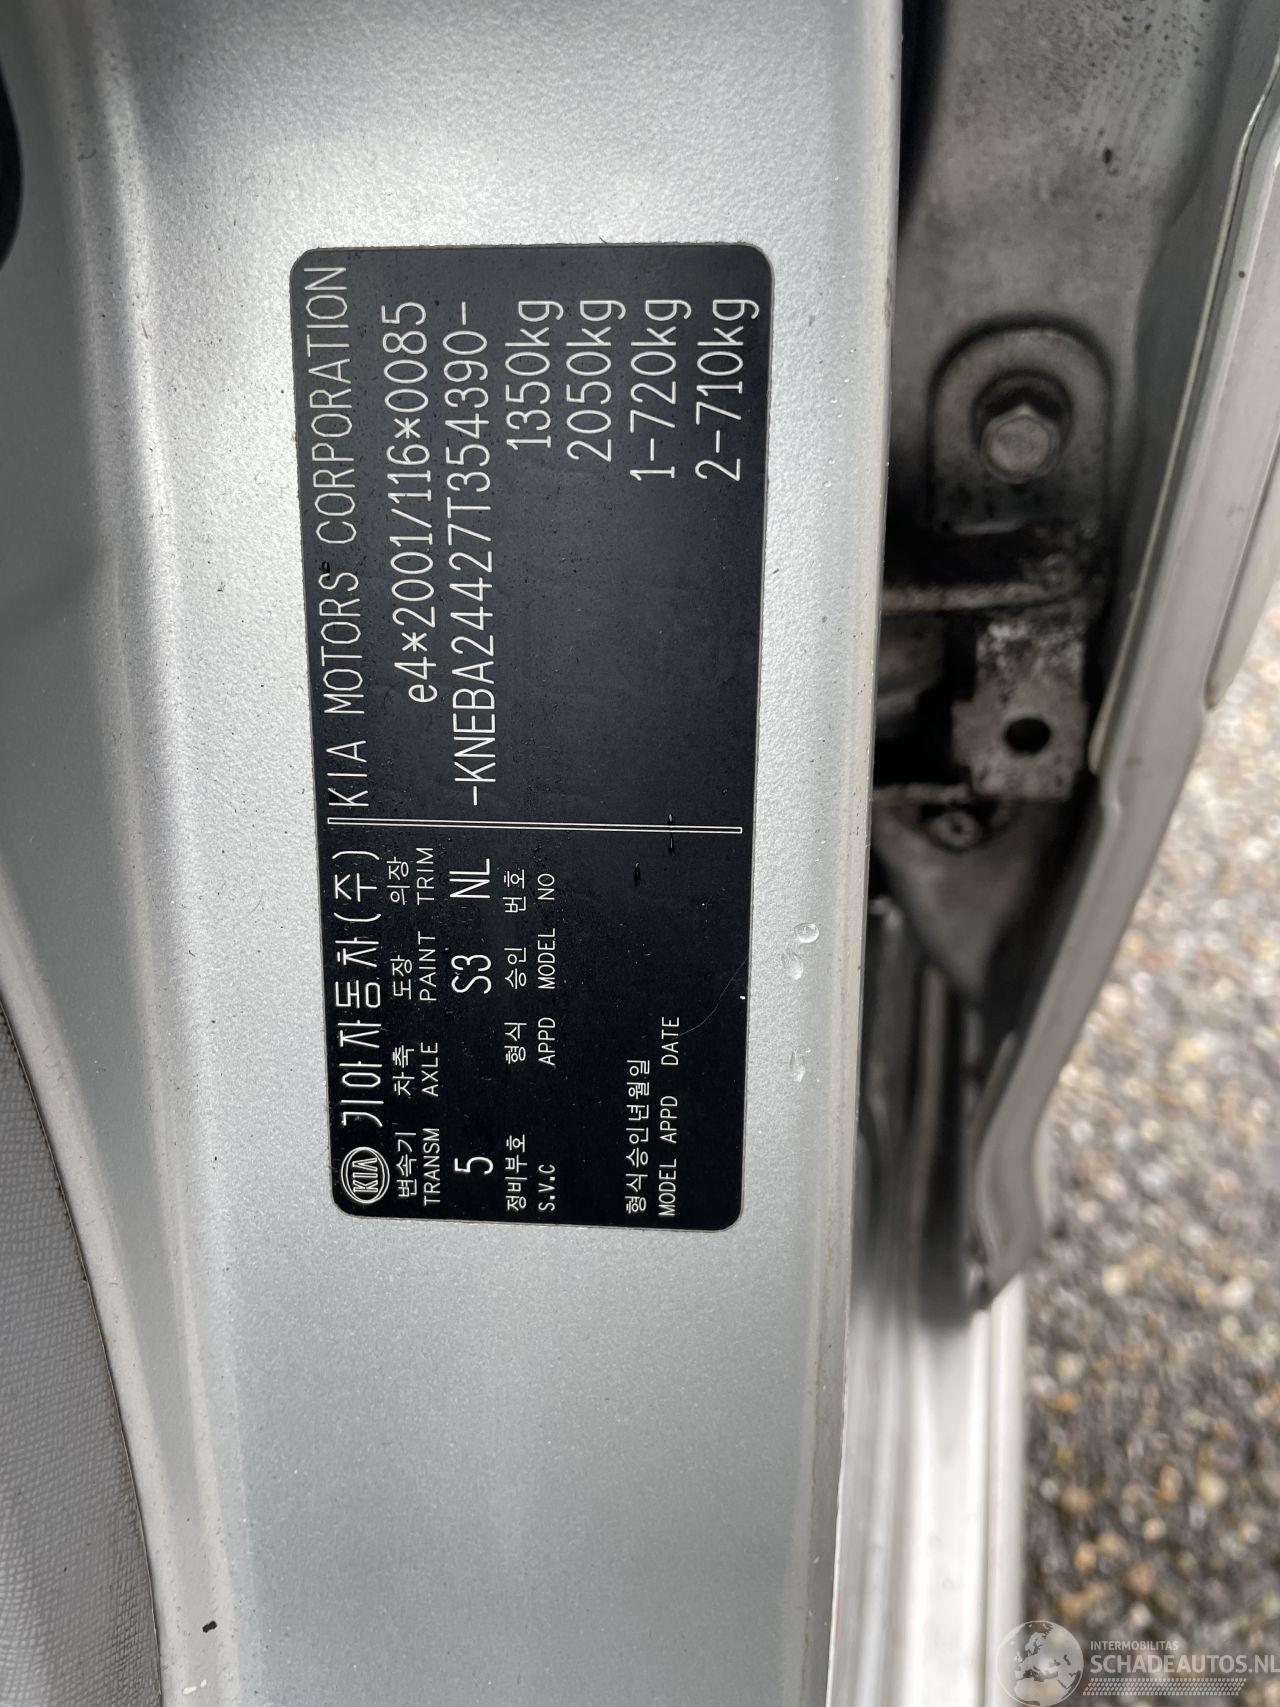 KIA 기아자동차(주) KIA MOTORS CORPORATION
변속기 차축 도장 의장
TRANSM AXLE PAINT TRIM
5 S3 NL
정비부호 형식 승인 번호
S.V.C APPD MODEL NO
형식승인년월일
MODEL APPD DATE
e4*2001/116*0085
-KNEBA24427T354390-
1350kg
2050kg
1-720kg
2-710kg
INTERMOBILITAS
SCHADEAUTOS.NL